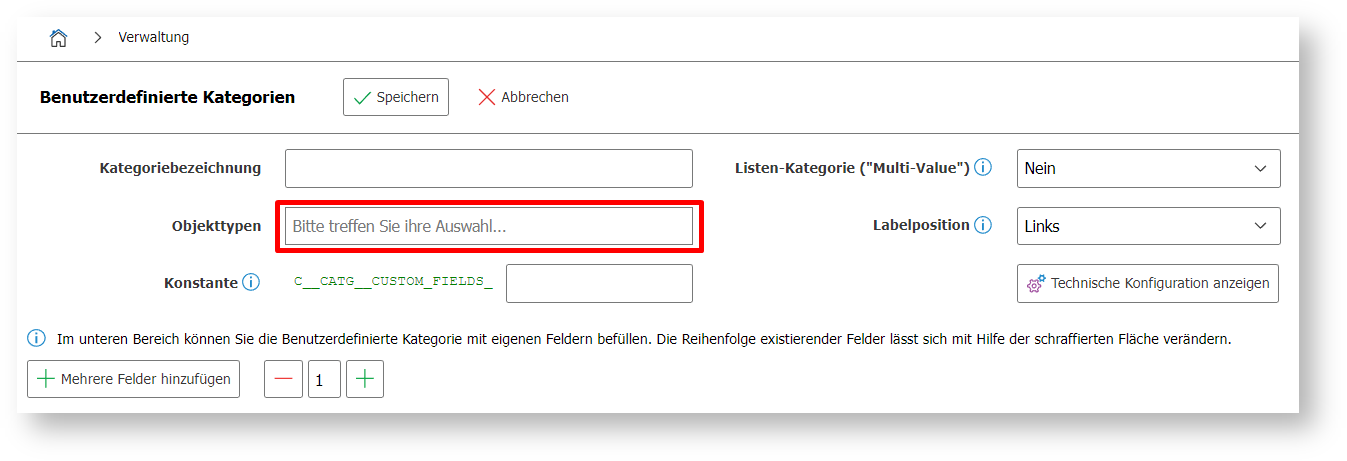 Verwaltung
Benutzerdefinierte Kategorien Speichern Abbrechen
Kategoriebezeichnung Listen-Kategorie ("Multi-Value") Nein
Objekttypen Bitte treffen Sie ihre Auswahl... Labelposition Links
Konstante C__CATG__CUSTOM_FIELDS_ Technische Konfiguration anzeigen
Im unteren Bereich können Sie die Benutzerdefinierte Kategorie mit eigenen Feldern befüllen. Die Reihenfolge existierender Felder lässt sich mit Hilfe der schraffierten Fläche verändern.
Mehrere Felder hinzufügen 1